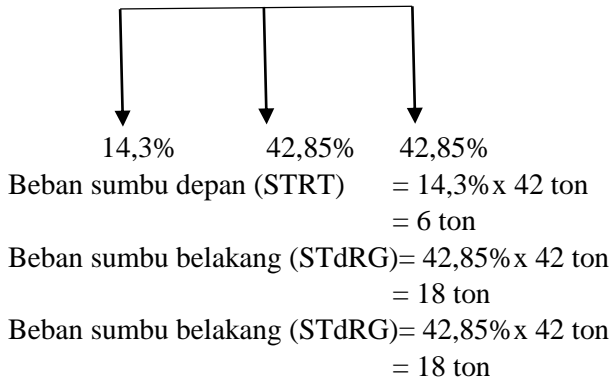 14,3% 42,85% 42,85%
Beban sumbu depan (STRT) = 14,3% x 42 ton
= 6 ton
Beban sumbu belakang (STdRG)= 42,85% x 42 ton
= 18 ton
Beban sumbu belakang (STdRG)= 42,85% x 42 ton
= 18 ton